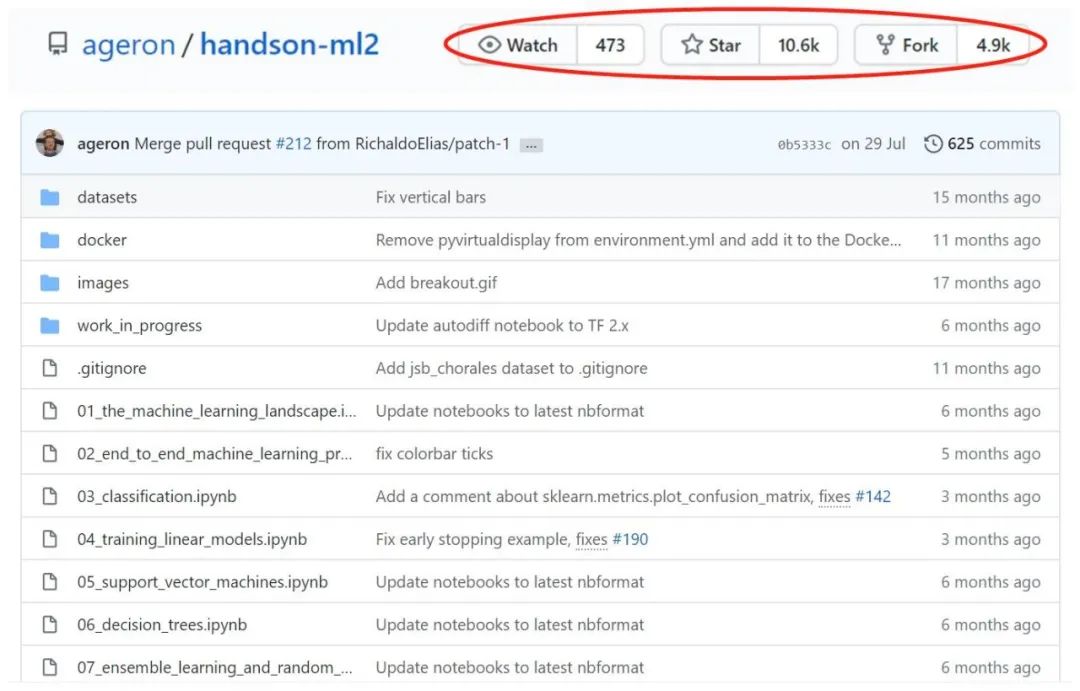 ageron / handson-ml2 Watch 473 Star 10.6k Fork 4.9k
ageron Merge pull request #212 from RichaldoElias/patch-1 ... 0b5333c on 29 Jul 625 commits
datasets Fix vertical bars 15 months ago
docker Remove pyvirtualdisplay from environment.yml and add it to the Docke... 11 months ago
images Add breakout.gif 17 months ago
work_in_progress Update autodiff notebook to TF 2.x 6 months ago
.gitignore Add jsb_chorales dataset to .gitignore 11 months ago
01_the_machine_learning_landscape.i... Update notebooks to latest nbformat 6 months ago
02_end_to_end_machine_learning_pr... fix colorbar ticks 5 months ago
03_classification.ipynb Add a comment about sklearn.metrics.plot_confusion_matrix, fixes #142 3 months ago
04_training_linear_models.ipynb Fix early stopping example, fixes #190 3 months ago
05_support_vector_machines.ipynb Update notebooks to latest nbformat 6 months ago
06_decision_trees.ipynb Update notebooks to latest nbformat 6 months ago
07_ensemble_learning_and_random_... Update notebooks to latest nbformat 6 months ago